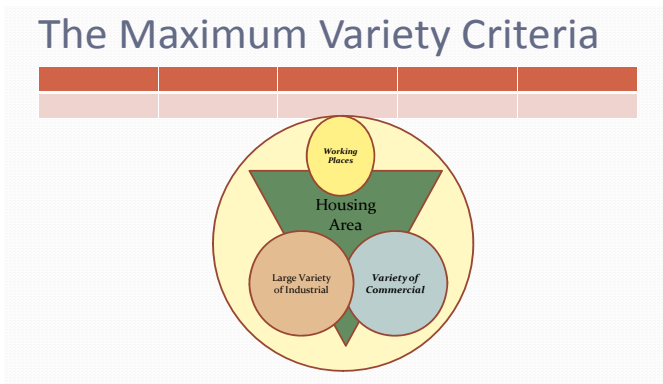 The Maximum Variety Criteria
Working
Places
Housing
Area
Large Variety
of Industrial
Variety of
Commercial